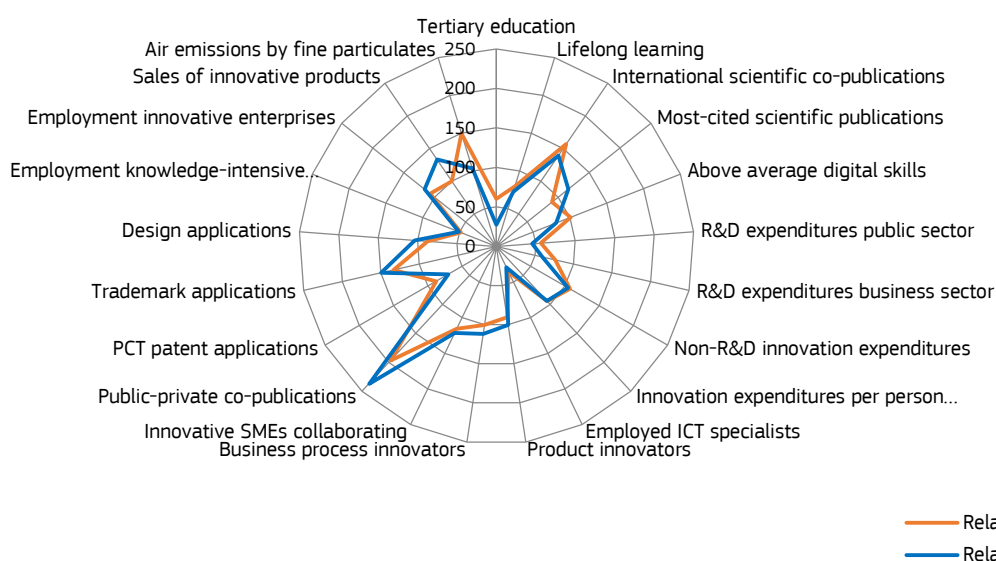 Tertiary education
Air emissions by fine particulates
250
Lifelong learning
Sales of innovative products
International scientific co-publications
200
Employment innovative enterprises
Most-cited scientific publications
150
Employment knowledge-intensive...
100
Above average digital skills
50
Design applications
R&D expenditures public sector
0
Trademark applications
R&D expenditures business sector
PCT patent applications
Non-R&D innovation expenditures
Public-private co-publications
Innovation expenditures per person...
Innovative SMEs collaborating
Employed ICT specialists
Business process innovators
Product innovators
Rela
Rela